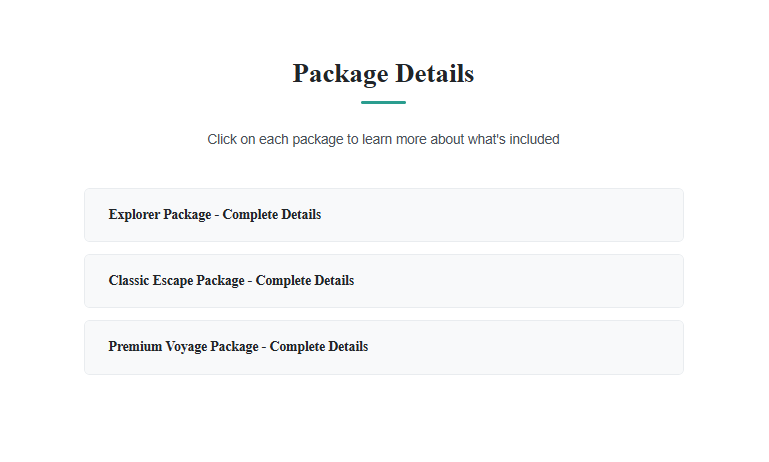 Package Details
Click on each package to learn more about what's included
Explorer Package - Complete Details
Classic Escape Package - Complete Details
Premium Voyage Package - Complete Details